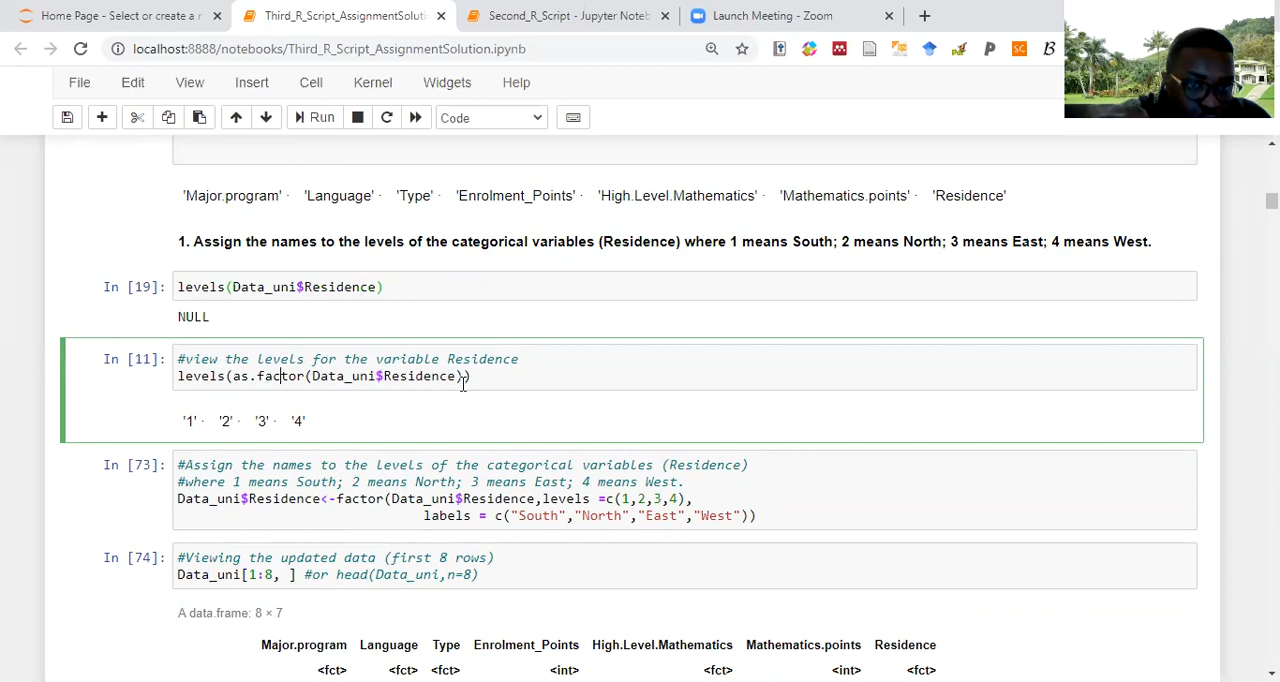 Home Page - Select or create a r
Third_R_Script_AssignmentSolutio
Second_R_Script - Jupyter Noteb
Launch Meeting - Zoom
localhost:8888/notebooks/Third_R_Script_AssignmentSolution.ipynb
SC
File Edit View Insert Cell Kernel Widgets Help
Run Code
'Major.program' · 'Language' · 'Type' · 'Enrolment_Points' · 'High.Level.Mathematics' · 'Mathematics.points' · 'Residence'
1. Assign the names to the levels of the categorical variables (Residence) where 1 means South; 2 means North; 3 means East; 4 means West.
In [19]: levels(Data_uni$Residence)
NULL
In [11]: #view the levels for the variable Residence
levels(as.factor(Data_uni$Residence))
'1' · '2' · '3' · '4'
In [73]: #Assign the names to the levels of the categorical variables (Residence)
#where 1 means South; 2 means North; 3 means East; 4 means West.
Data_uni$Residence<-factor(Data_uni$Residence,levels =c(1,2,3,4),
labels = c("South","North","East","West"))
In [74]: #Viewing the updated data (first 8 rows)
Data_uni[1:8, ] #or head(Data_uni,n=8)
A data.frame: 8 × 7
Major.program Language Type Enrolment_Points High.Level.Mathematics Mathematics.points Residence
<fct> <fct> <fct> <int> <fct> <int> <fct>